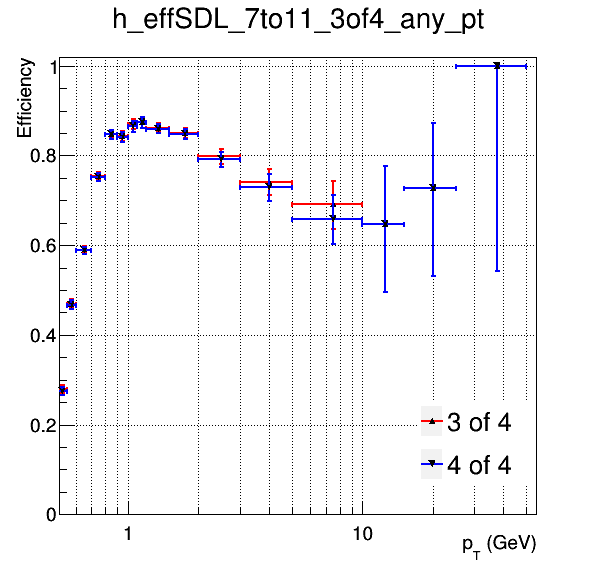 h_effSDL_7to11_3of4_any_pt
Efficiency
1
0.8
0.6
0.4
0.2
0
3 of 4
4 of 4
1
10
p_T (GeV)